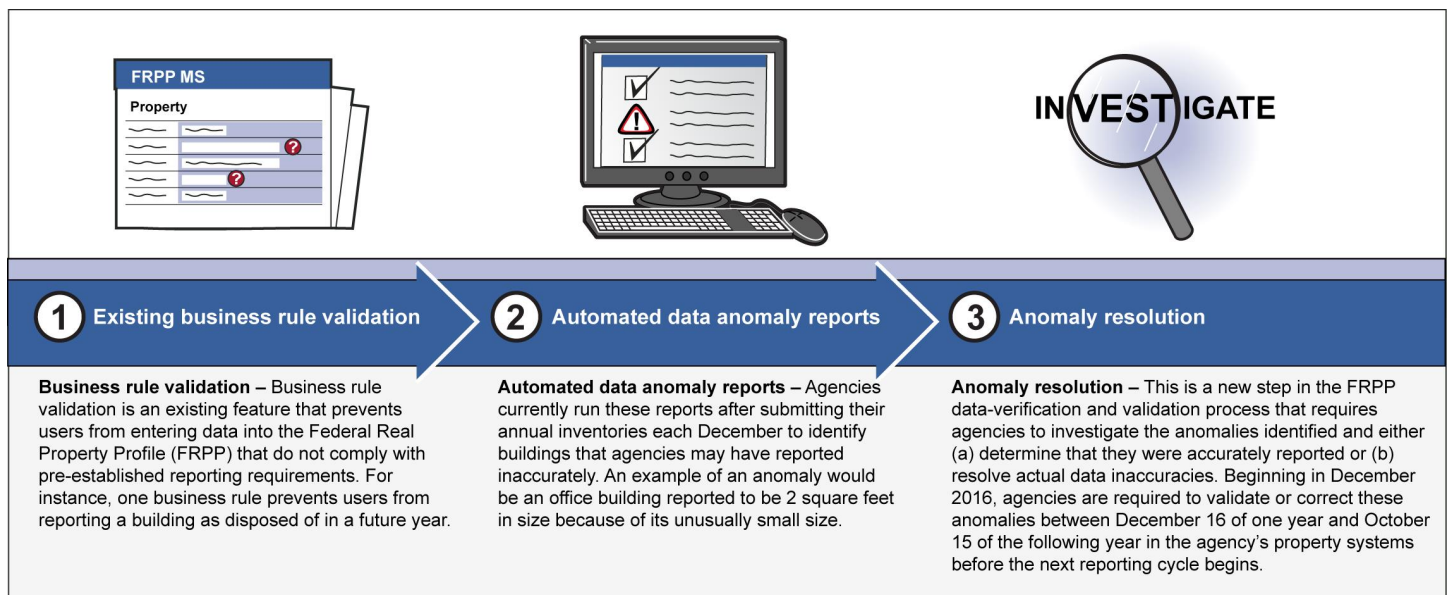 FRPP MS
Property
?
?
!
INVESTIGATE
1 Existing business rule validation
2 Automated data anomaly reports
3 Anomaly resolution
Business rule validation – Business rule
validation is an existing feature that prevents
users from entering data into the Federal Real
Property Profile (FRPP) that do not comply with
pre-established reporting requirements. For
instance, one business rule prevents users from
reporting a building as disposed of in a future year.
Automated data anomaly reports – Agencies
currently run these reports after submitting their
annual inventories each December to identify
buildings that agencies may have reported
inaccurately. An example of an anomaly would
be an office building reported to be 2 square feet
in size because of its unusually small size.
Anomaly resolution – This is a new step in the FRPP
data-verification and validation process that requires
agencies to investigate the anomalies identified and either
(a) determine that they were accurately reported or (b)
resolve actual data inaccuracies. Beginning in December
2016, agencies are required to validate or correct these
anomalies between December 16 of one year and October
15 of the following year in the agency’s property systems
before the next reporting cycle begins.